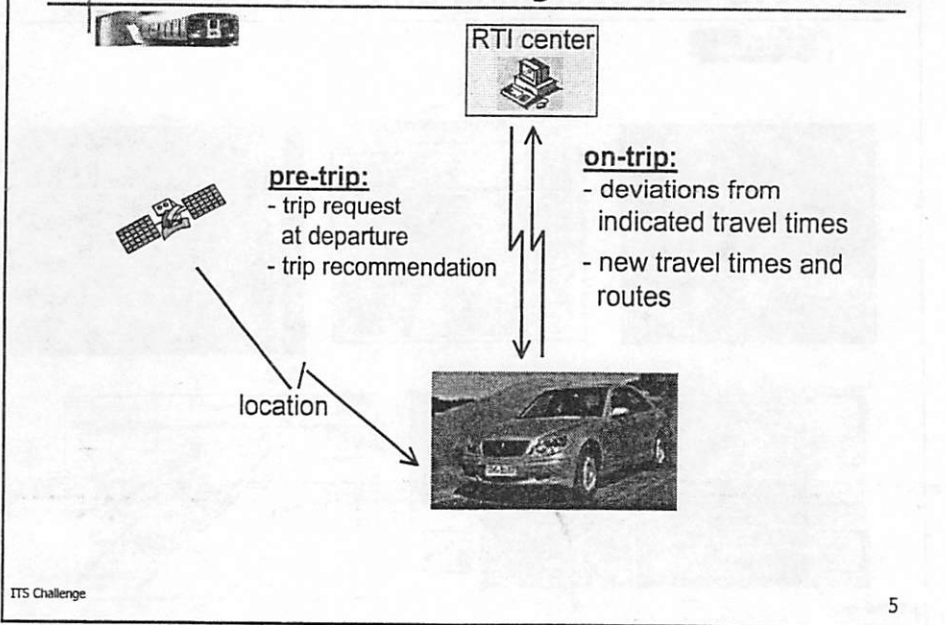 RTI center
pre-trip:
- trip request
at departure
- trip recommendation
on-trip:
- deviations from
indicated travel times
- new travel times and
routes
location
ITS Challenge
5